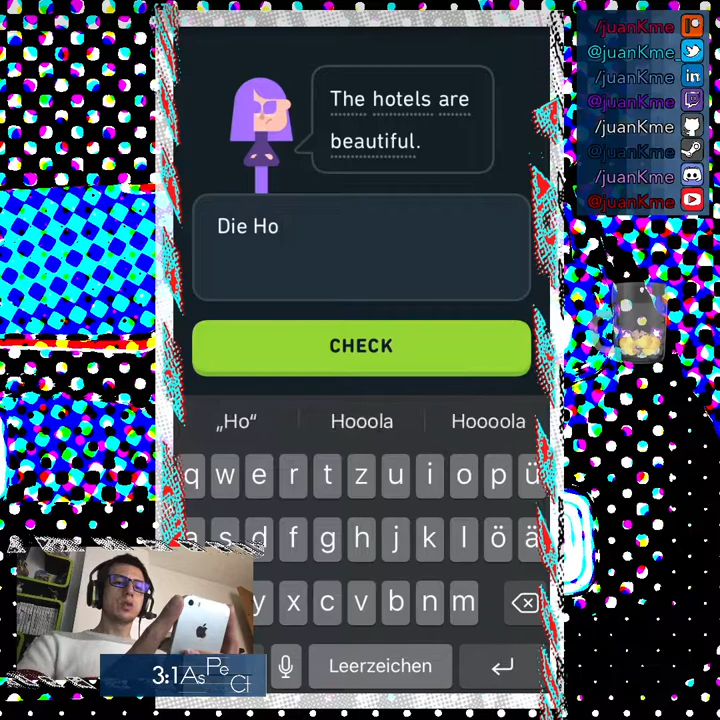 The hotels are
beautiful.
Die Ho
CHECK
„Ho“ Hooola Hoooola
q w e r t z u i o p ü
a s d f g h j k l ö ä
y x c v b n m
Leerzeichen
/juanKme
@juanKme_
/juanKme
@juanKme
/juanKme
@juanKme
/juanKme
@juanKme
3:1AsPeCt